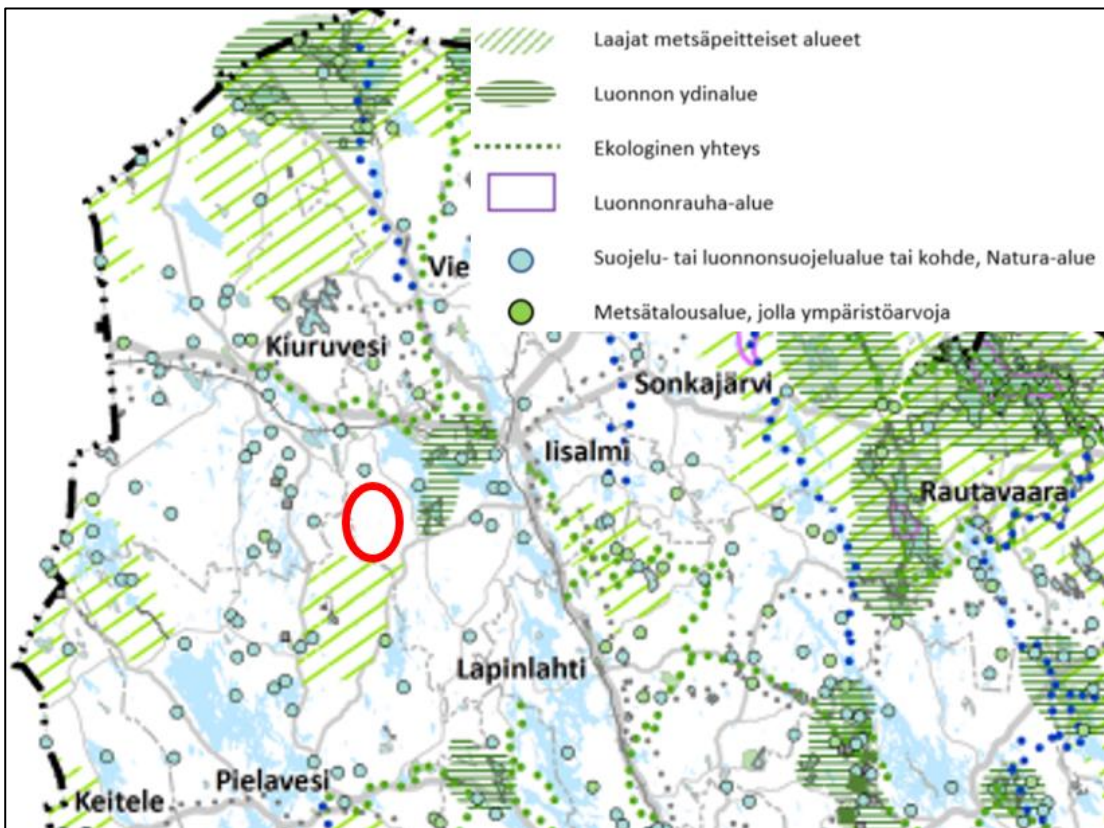 Laajat metsäpeitteiset alueet
Luonnon ydinalue
Ekologinen yhteys
Luonnonrauha-alue
Suojelu- tai luonnonsuojelualue tai kohde, Natura-alue
Metsätalousalue, jolla ympäristöarvoja
Vie
Kiuruvesi
Sonkajärvi
Iisalmi
Rautavaara
Lapinlahti
Pielavesi
Keitele